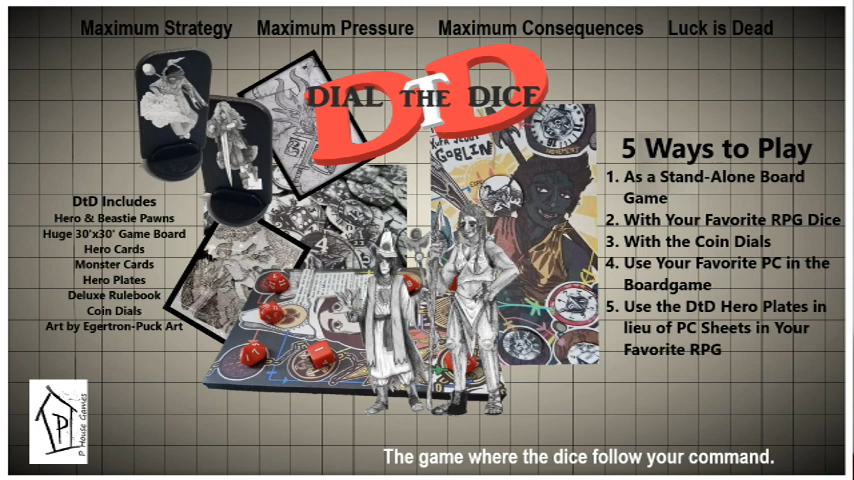 Maximum Strategy Maximum Pressure Maximum Consequences Luck is Dead
DtD
DIAL THE DICE
GOBLIN
MOVEMENT
5 Ways to Play
1. As a Stand-Alone Board
Game
2. With Your Favorite RPG Dice
3. With the Coin Dials
4. Use Your Favorite PC in the
Boardgame
5. Use the DtD Hero Plates in
lieu of PC Sheets in Your
Favorite RPG
DtD Includes
Hero & Beastie Pawns
Huge 30'x30' Game Board
Hero Cards
Monster Cards
Hero Plates
Deluxe Rulebook
Coin Dials
Art by Egertron-Puck Art
P
P House Games
The game where the dice follow your command.